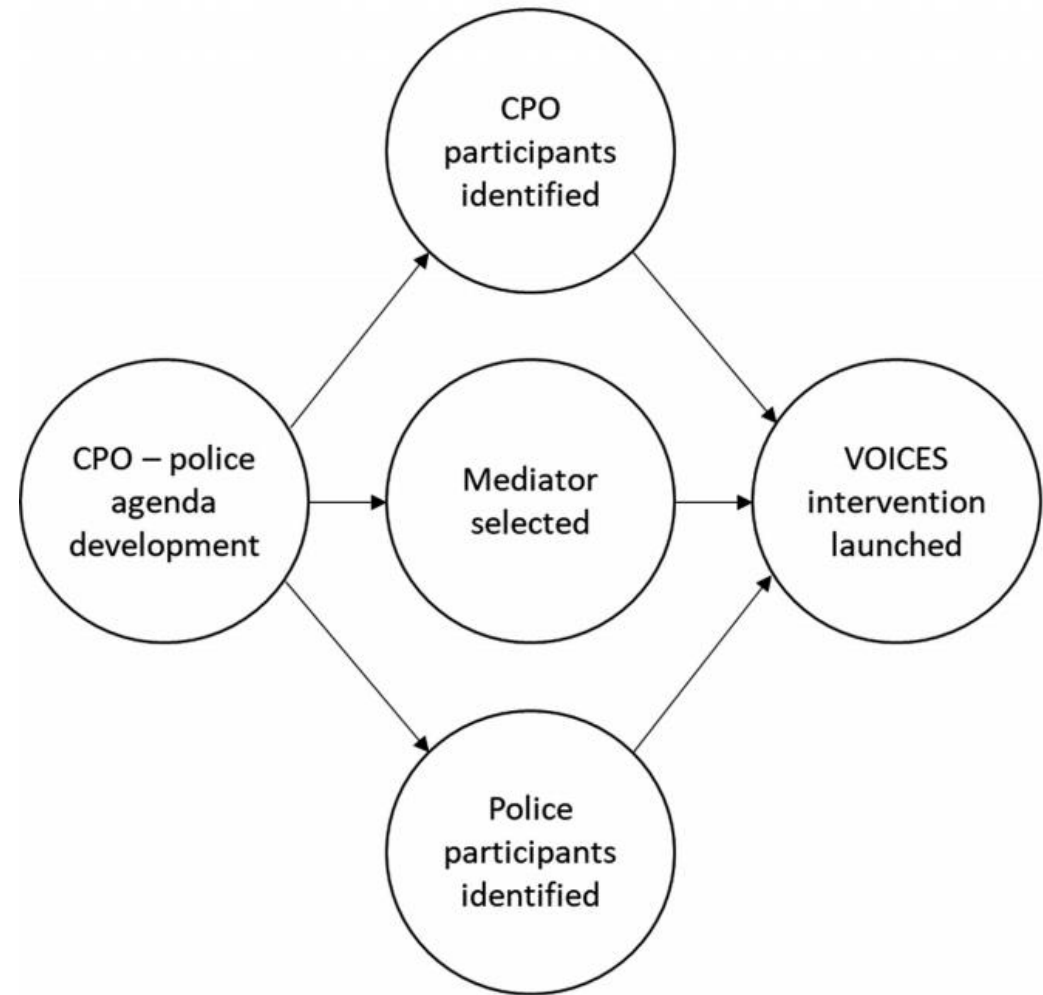 CPO
participants
identified
CPO – police
agenda
development
Mediator
selected
VOICES
intervention
launched
Police
participants
identified